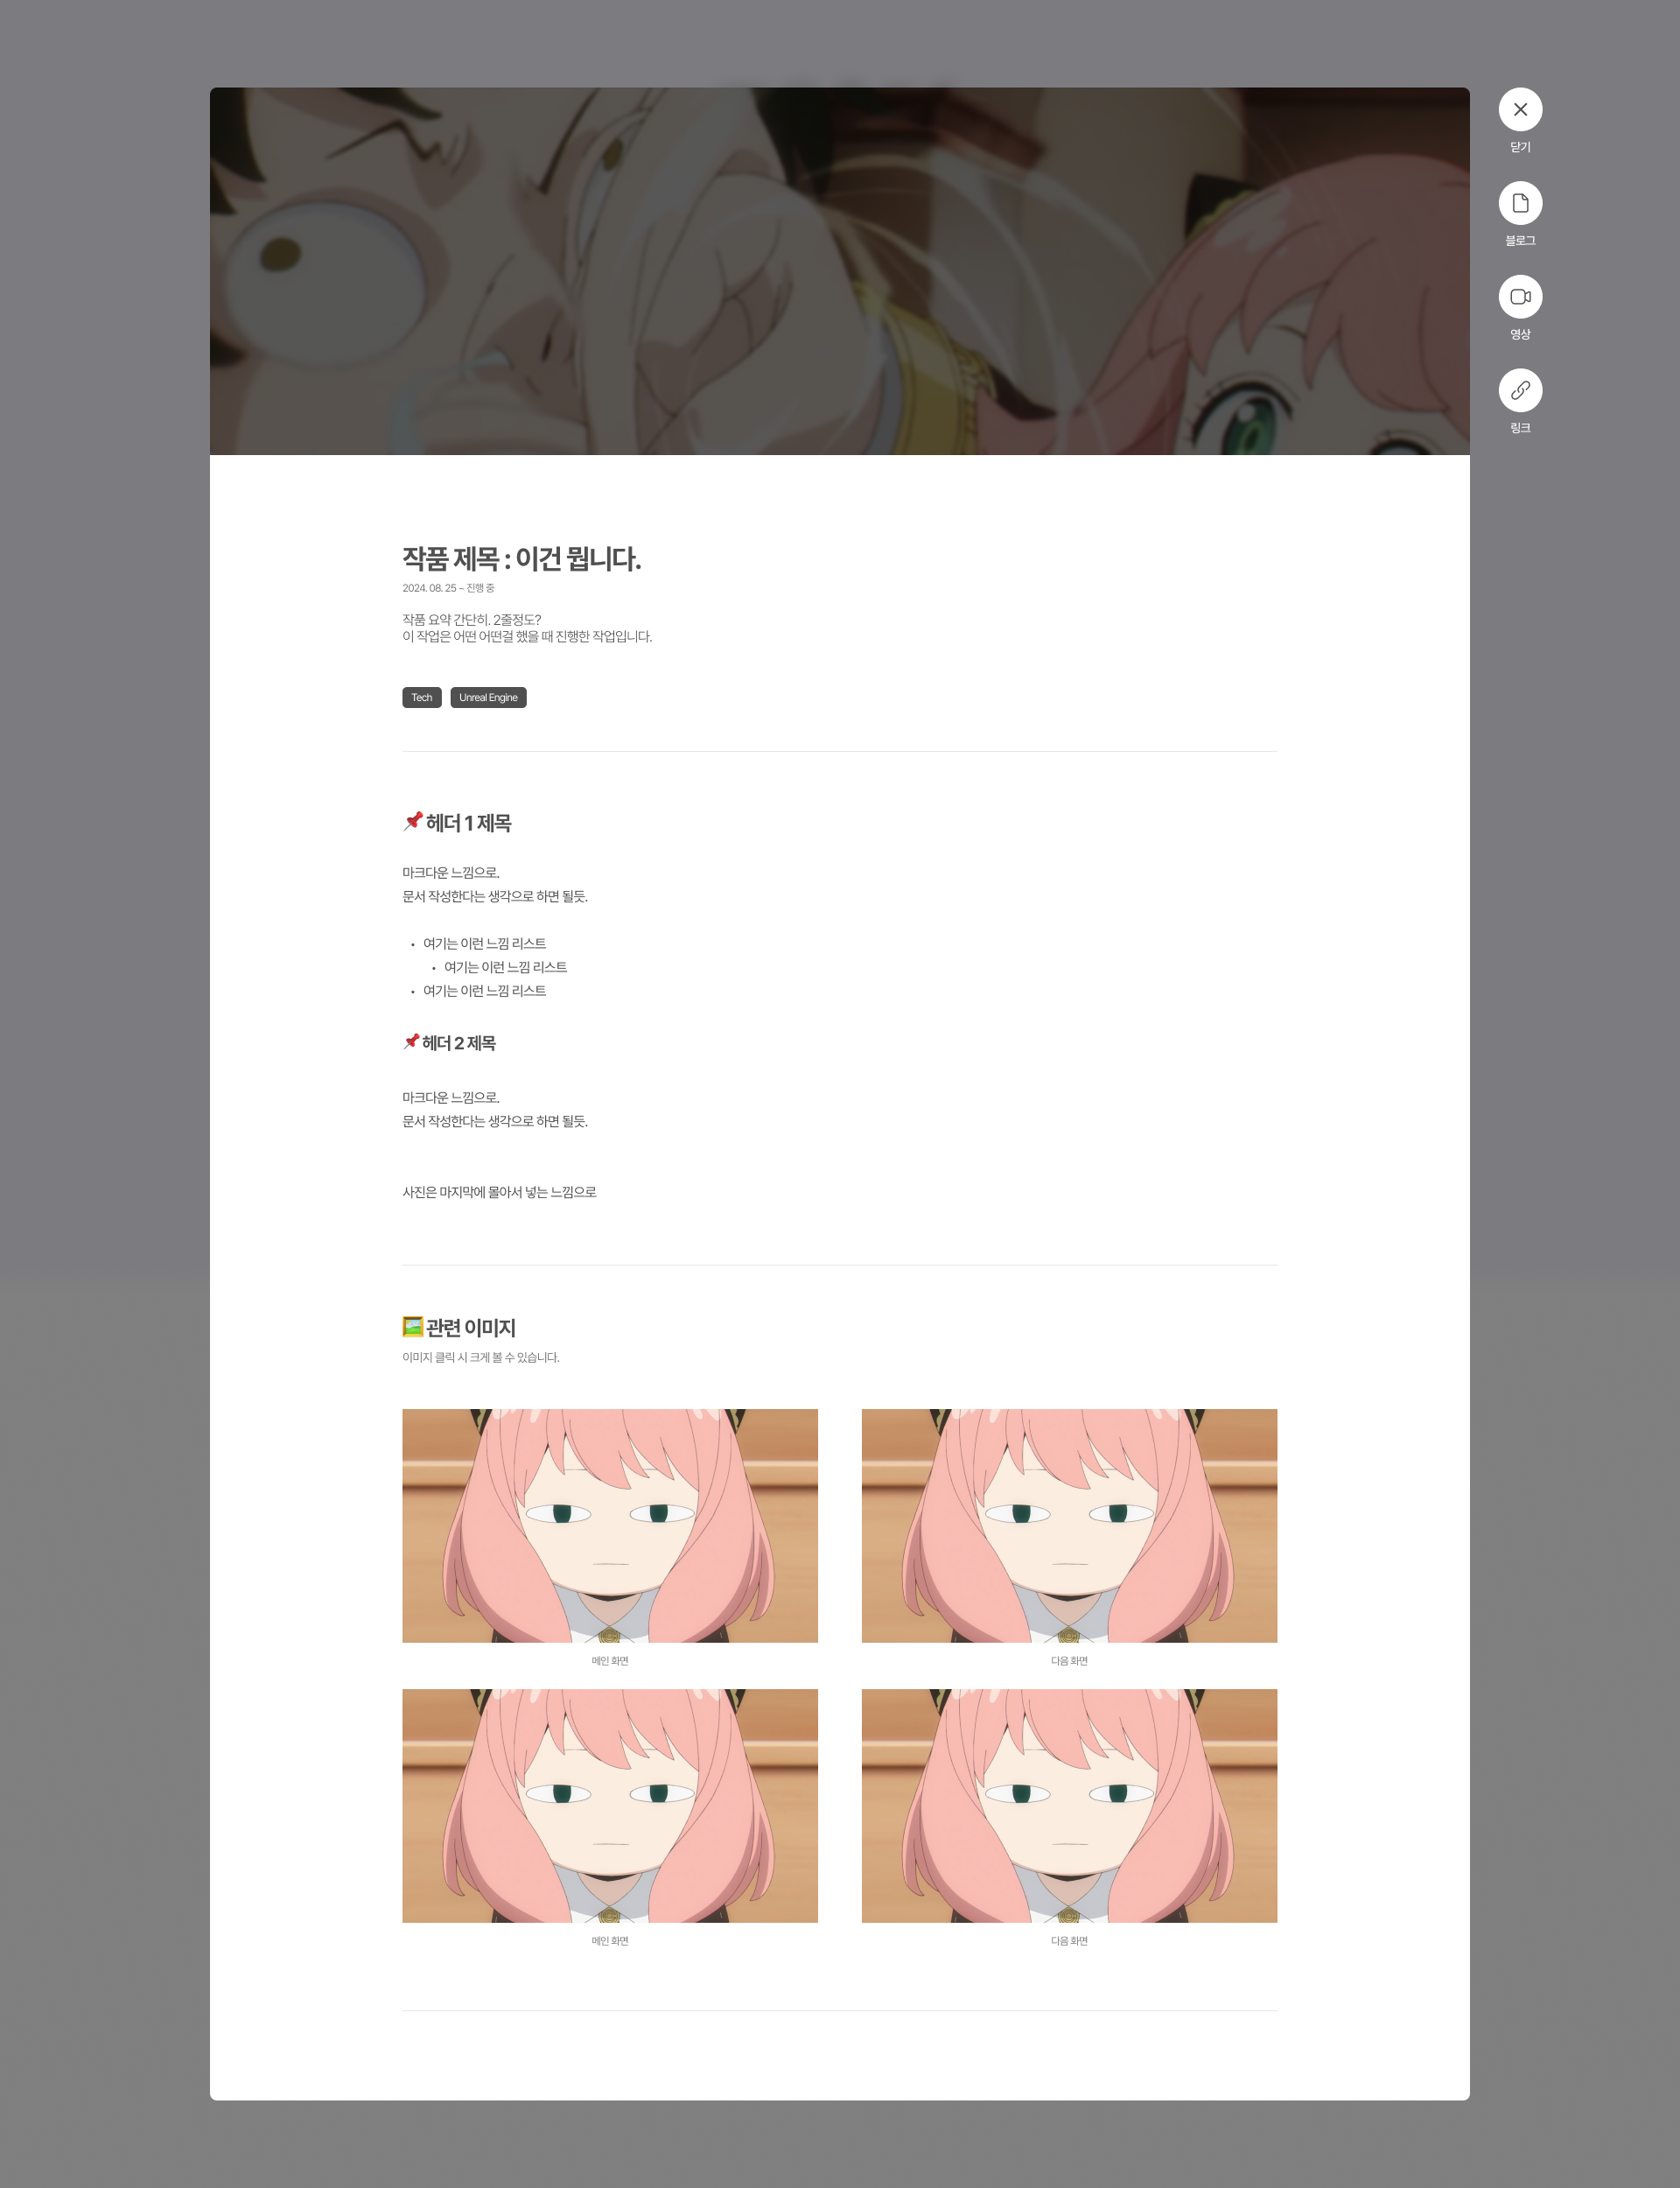 닫기
블로그
영상
링크
작품 제목 : 이건 뭡니다.
2024. 08. 25 ~ 진행 중
작품 요약 간단히. 2줄정도?
이 작업은 어떤 어떤걸 했을 때 진행한 작업입니다.
Tech Unreal Engine
📌 헤더 1 제목
마크다운 느낌으로.
문서 작성한다는 생각으로 하면 될듯.
• 여기는 이런 느낌 리스트
• 여기는 이런 느낌 리스트
• 여기는 이런 느낌 리스트
📌 헤더 2 제목
마크다운 느낌으로.
문서 작성한다는 생각으로 하면 될듯.
사진은 마지막에 몰아서 넣는 느낌으로
🖼️ 관련 이미지
이미지 클릭 시 크게 볼 수 있습니다.
메인 화면 다음 화면
메인 화면 다음 화면